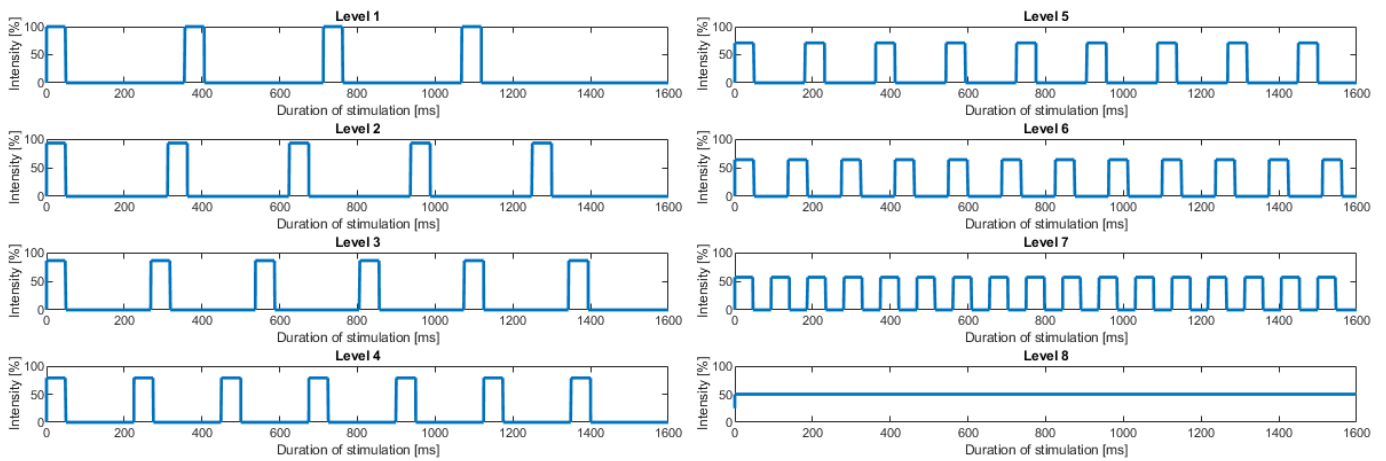 Level 1
Intensity [%]
100
50
0
0 200 400 600 800 1000 1200 1400 1600
Duration of stimulation [ms]
Level 2
Intensity [%]
100
50
0
0 200 400 600 800 1000 1200 1400 1600
Duration of stimulation [ms]
Level 3
Intensity [%]
100
50
0
0 200 400 600 800 1000 1200 1400 1600
Duration of stimulation [ms]
Level 4
Intensity [%]
100
50
0
0 200 400 600 800 1000 1200 1400 1600
Duration of stimulation [ms]
Level 5
Intensity [%]
100
50
0
0 200 400 600 800 1000 1200 1400 1600
Duration of stimulation [ms]
Level 6
Intensity [%]
100
50
0
0 200 400 600 800 1000 1200 1400 1600
Duration of stimulation [ms]
Level 7
Intensity [%]
100
50
0
0 200 400 600 800 1000 1200 1400 1600
Duration of stimulation [ms]
Level 8
Intensity [%]
100
50
0
0 200 400 600 800 1000 1200 1400 1600
Duration of stimulation [ms]